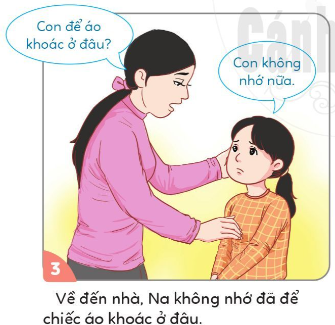 Con để áo
khoác ở đâu?
Con không
nhớ nữa.
Cánh
3
Về đến nhà, Na không nhớ đã để
chiếc áo khoác ở đâu.